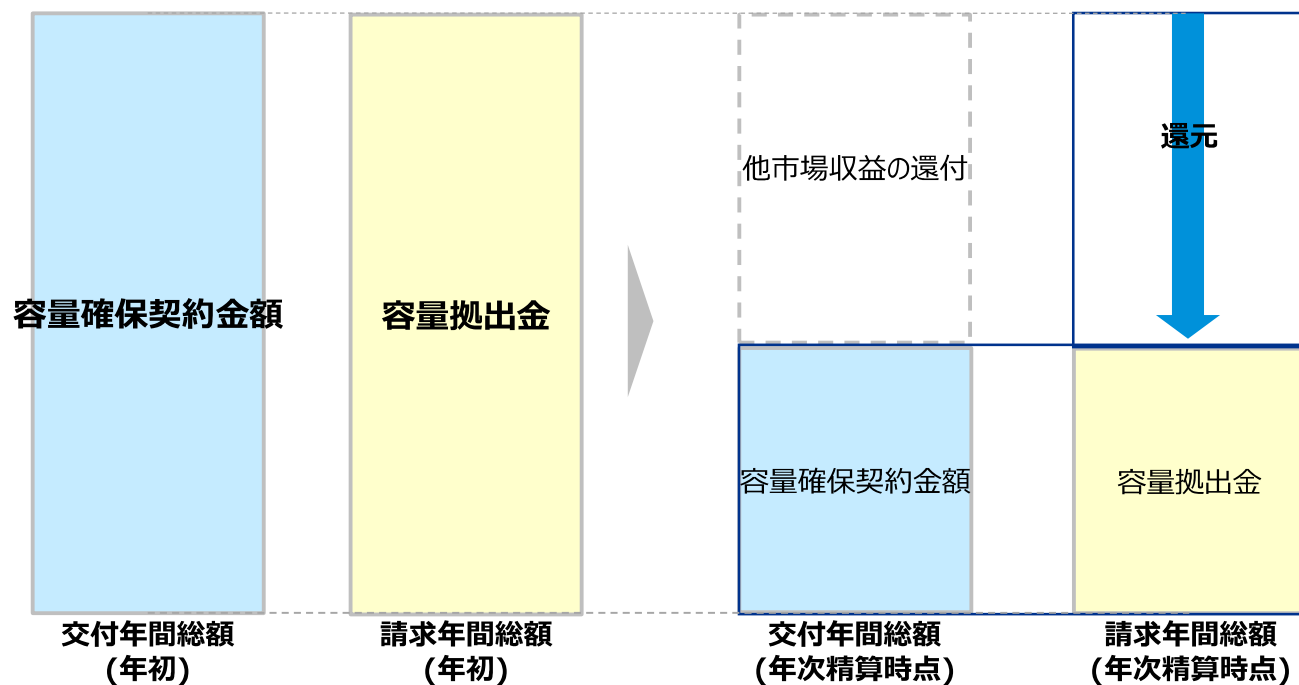 還元
他市場収益の還付
容量確保契約金額
容量拠出金
容量確保契約金額
容量拠出金
交付年間総額
(年初)
請求年間総額
(年初)
交付年間総額
(年次精算時点)
請求年間総額
(年次精算時点)